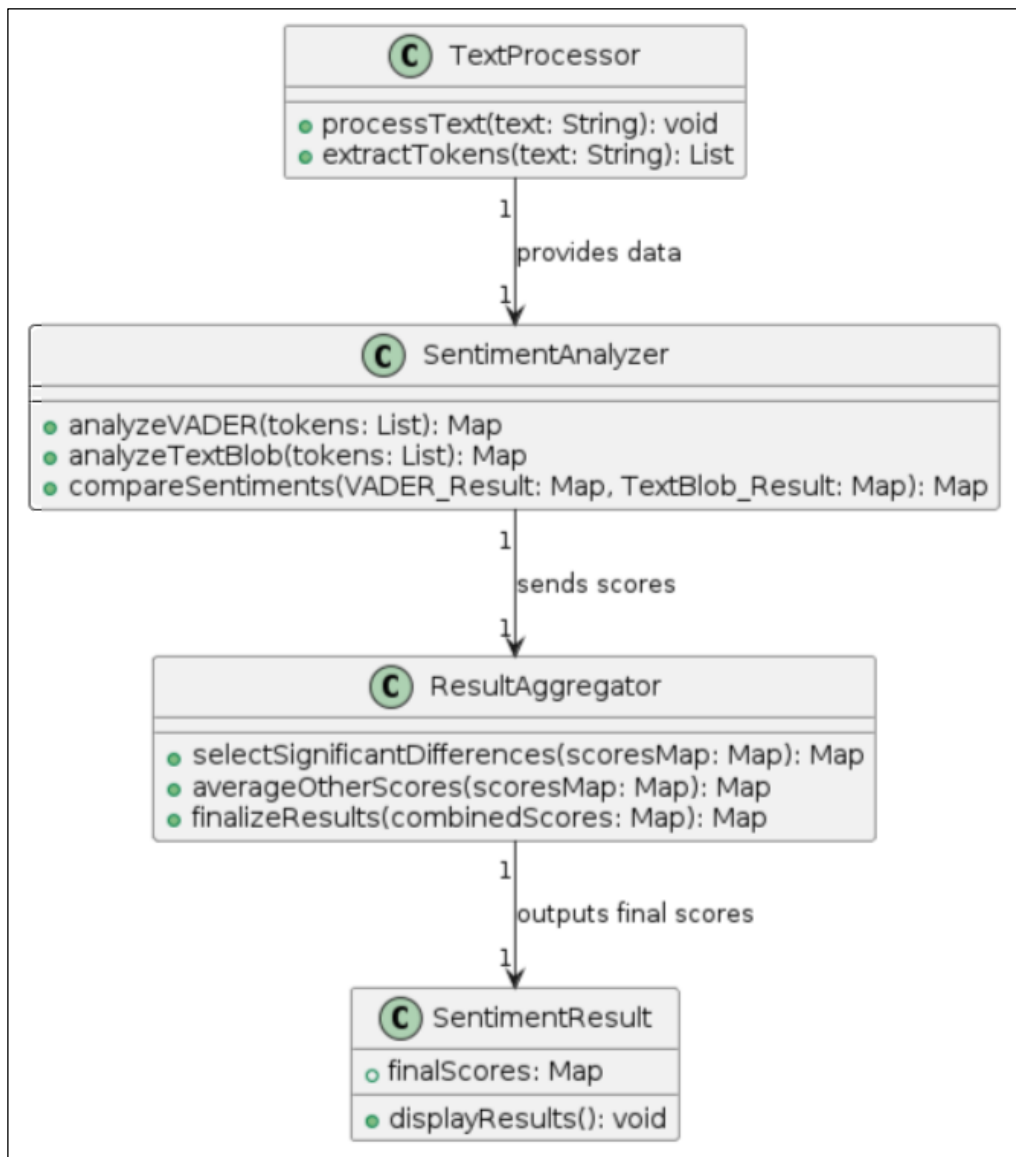 C TextProcessor
processText(text: String): void
extractTokens(text: String): List
1
provides data
1
C SentimentAnalyzer
analyzeVADER(tokens: List): Map
analyzeTextBlob(tokens: List): Map
compareSentiments(VADER_Result: Map, TextBlob_Result: Map): Map
1
sends scores
1
C ResultAggregator
selectSignificantDifferences(scoresMap: Map): Map
averageOtherScores(scoresMap: Map): Map
finalizeResults(combinedScores: Map): Map
1
outputs final scores
1
C SentimentResult
finalScores: Map
displayResults(): void